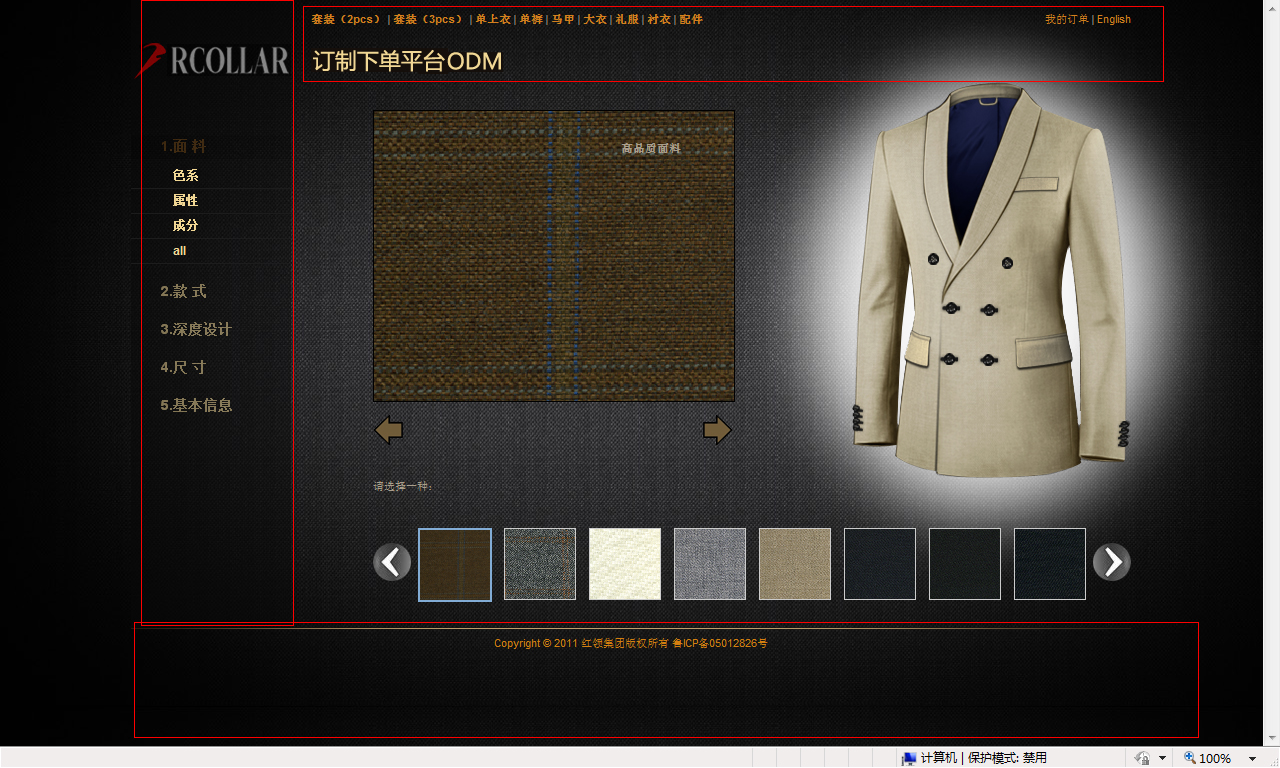 套装（2pcs） | 套装（3pcs） | 单上衣 | 单裤 | 马甲 | 大衣 | 礼服 | 衬衣 | 配件
我的订单 | English
RCOLLAR
订制下单平台ODM
1.面 料
色系
属性
成分
all
2.款 式
3.深度设计
4.尺 寸
5.基本信息
高品质面料
请选择一种：
Copyright © 2011 红领集团版权所有 鲁ICP备05012826号
计算机 | 保护模式: 禁用
100%